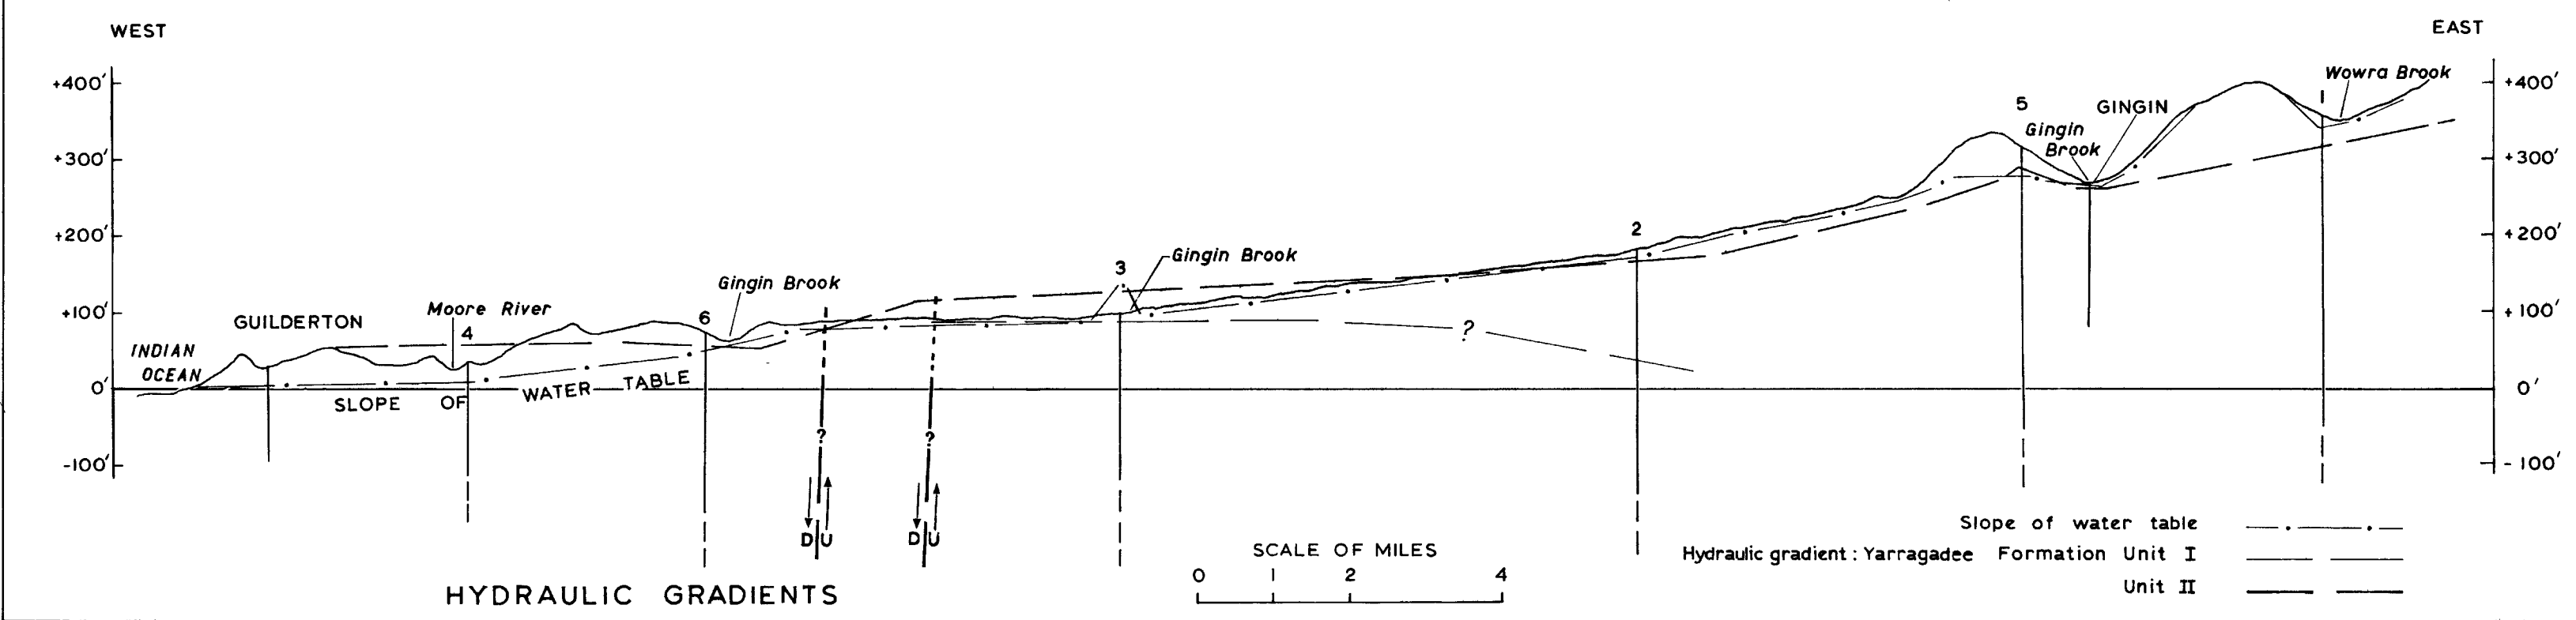 WEST
EAST
+400'
+300'
+200'
+100'
0'
-100'
+400'
+300'
+200'
+100'
0'
-100'
INDIAN
OCEAN
GUILDERTON
Moore River
4
SLOPE OF WATER TABLE
6
Gingin Brook
?
?
D U
D U
3
Gingin Brook
?
2
5
Gingin
Brook
GINGIN
1
Wowra Brook
HYDRAULIC GRADIENTS
SCALE OF MILES
0 1 2 4
Slope of water table
Hydraulic gradient : Yarragadee Formation Unit I
Unit II